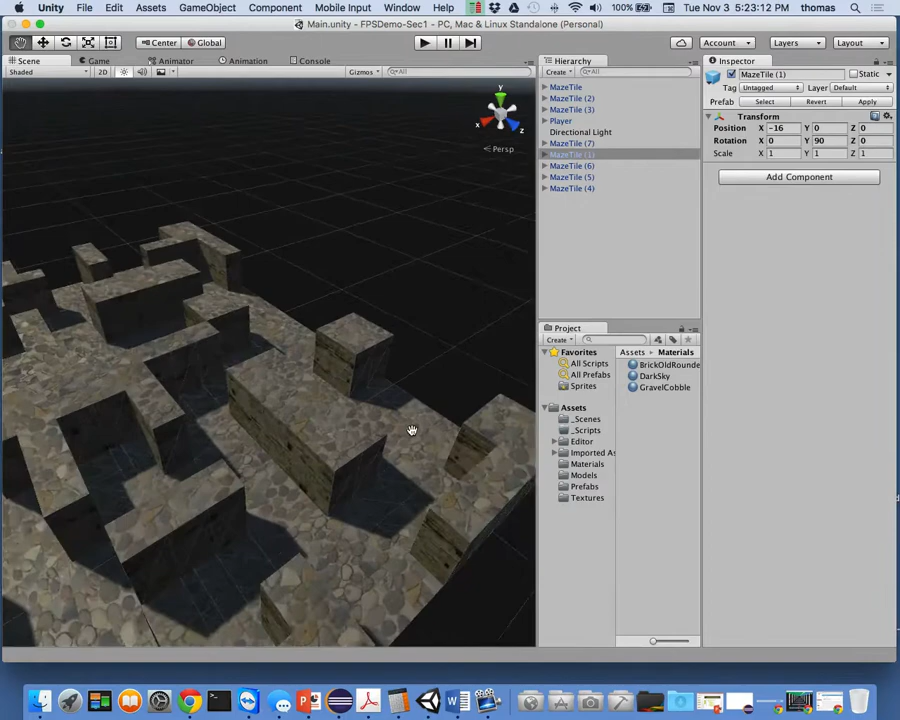 Unity File Edit Assets GameObject Component Mobile Input Window Help 100% Tue Nov 3 5:23:12 PM thomas
Main.unity - FPSDemo-Sec1 - PC, Mac & Linux Standalone (Personal)
Center Global Account Layers Layout
Scene Game Animator Animation Console
Shaded 2D Gizmos All
y
x
z
Persp
Hierarchy
Create All
MazeTile
MazeTile (2)
MazeTile (3)
Player
Directional Light
MazeTile (7)
MazeTile (1)
MazeTile (6)
MazeTile (5)
MazeTile (4)
Project
Create
Favorites
All Scripts
All Prefabs
Sprites
Assets
_Scenes
_Scripts
Editor
Imported As
Materials
Models
Prefabs
Textures
Assets Materials
BrickOldRounde
DarkSky
GravelCobble
Inspector
MazeTile (1) Static
Tag Untagged Layer Default
Prefab Select Revert Apply
Transform
Position X -16 Y 0 Z 0
Rotation X 0 Y 90 Z 0
Scale X 1 Y 1 Z 1
Add Component